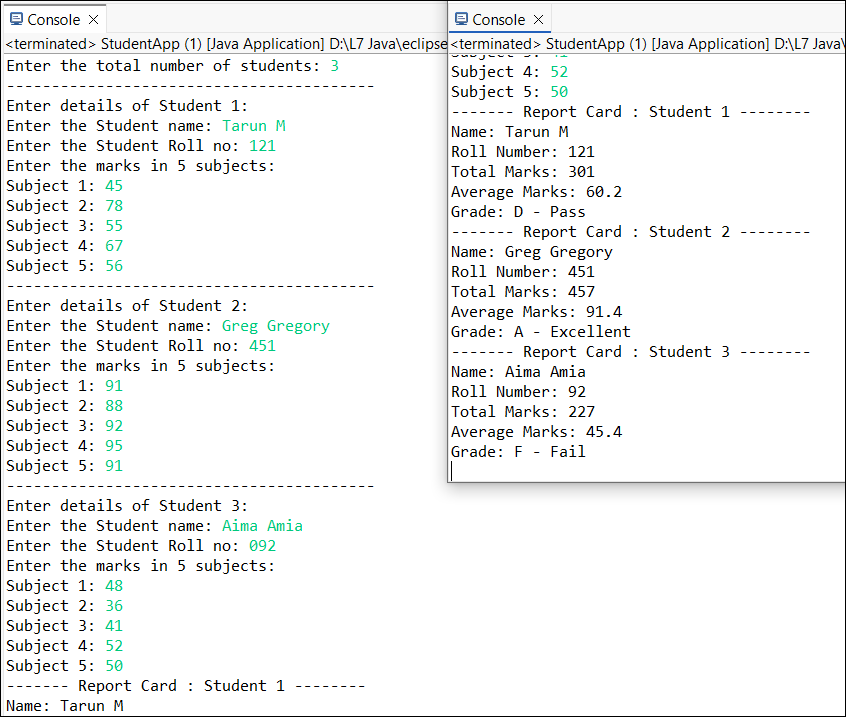 Console
<terminated> StudentApp (1) [Java Application] D:\L7 Java\eclipse
Enter the total number of students: 3
-----------------------------------------
Enter details of Student 1:
Enter the Student name: Tarun M
Enter the Student Roll no: 121
Enter the marks in 5 subjects:
Subject 1: 45
Subject 2: 78
Subject 3: 55
Subject 4: 67
Subject 5: 56
-----------------------------------------
Enter details of Student 2:
Enter the Student name: Greg Gregory
Enter the Student Roll no: 451
Enter the marks in 5 subjects:
Subject 1: 91
Subject 2: 88
Subject 3: 92
Subject 4: 95
Subject 5: 91
-----------------------------------------
Enter details of Student 3:
Enter the Student name: Aima Amia
Enter the Student Roll no: 092
Enter the marks in 5 subjects:
Subject 1: 48
Subject 2: 36
Subject 3: 41
Subject 4: 52
Subject 5: 50
------- Report Card : Student 1 --------
Name: Tarun M
Console
<terminated> StudentApp (1) [Java Application] D:\L7 Java\
Subject 3: 41
Subject 4: 52
Subject 5: 50
------- Report Card : Student 1 --------
Name: Tarun M
Roll Number: 121
Total Marks: 301
Average Marks: 60.2
Grade: D - Pass
------- Report Card : Student 2 --------
Name: Greg Gregory
Roll Number: 451
Total Marks: 457
Average Marks: 91.4
Grade: A - Excellent
------- Report Card : Student 3 --------
Name: Aima Amia
Roll Number: 92
Total Marks: 227
Average Marks: 45.4
Grade: F - Fail